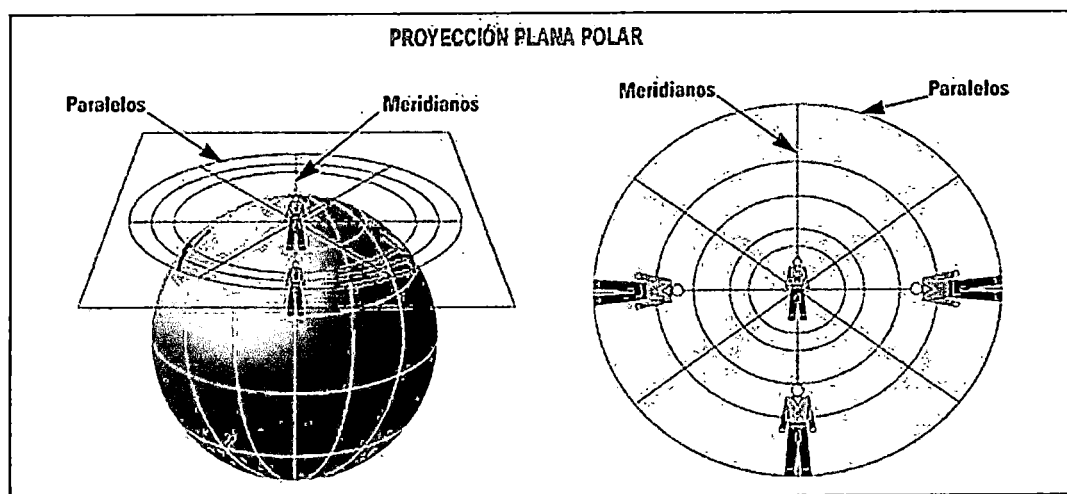 PROYECCIÓN PLANA POLAR
Paralelos
Meridianos
Meridianos
Paralelos